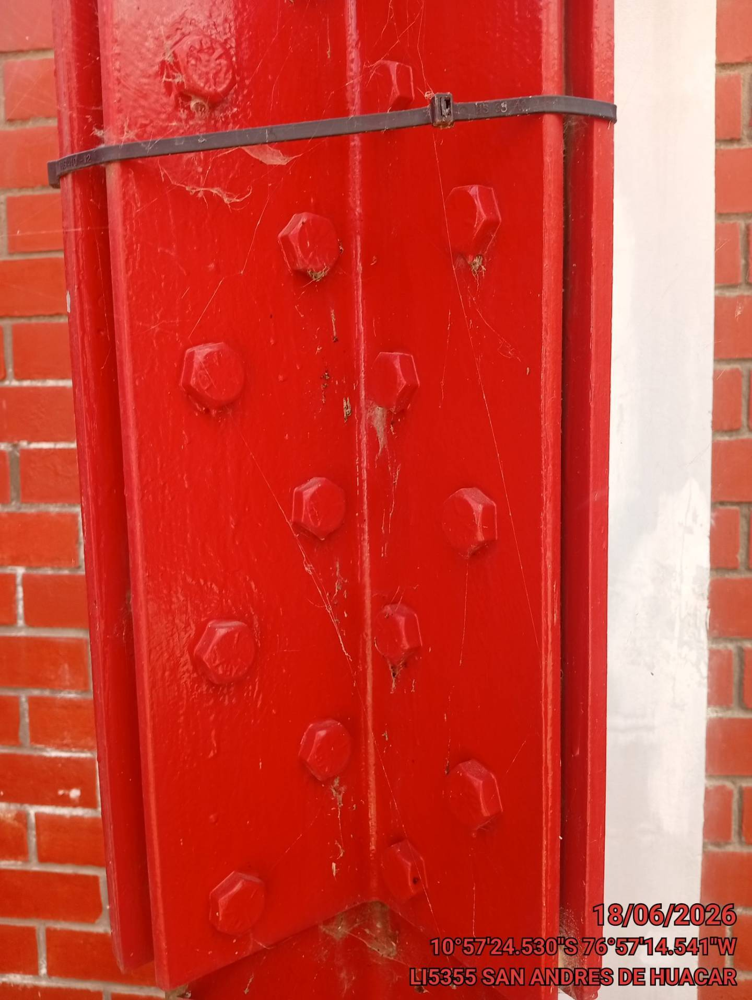 18/06/2026
10°57'24.530"S 76°57'14.541"W
LI5355 SAN ANDRES DE HUACAR